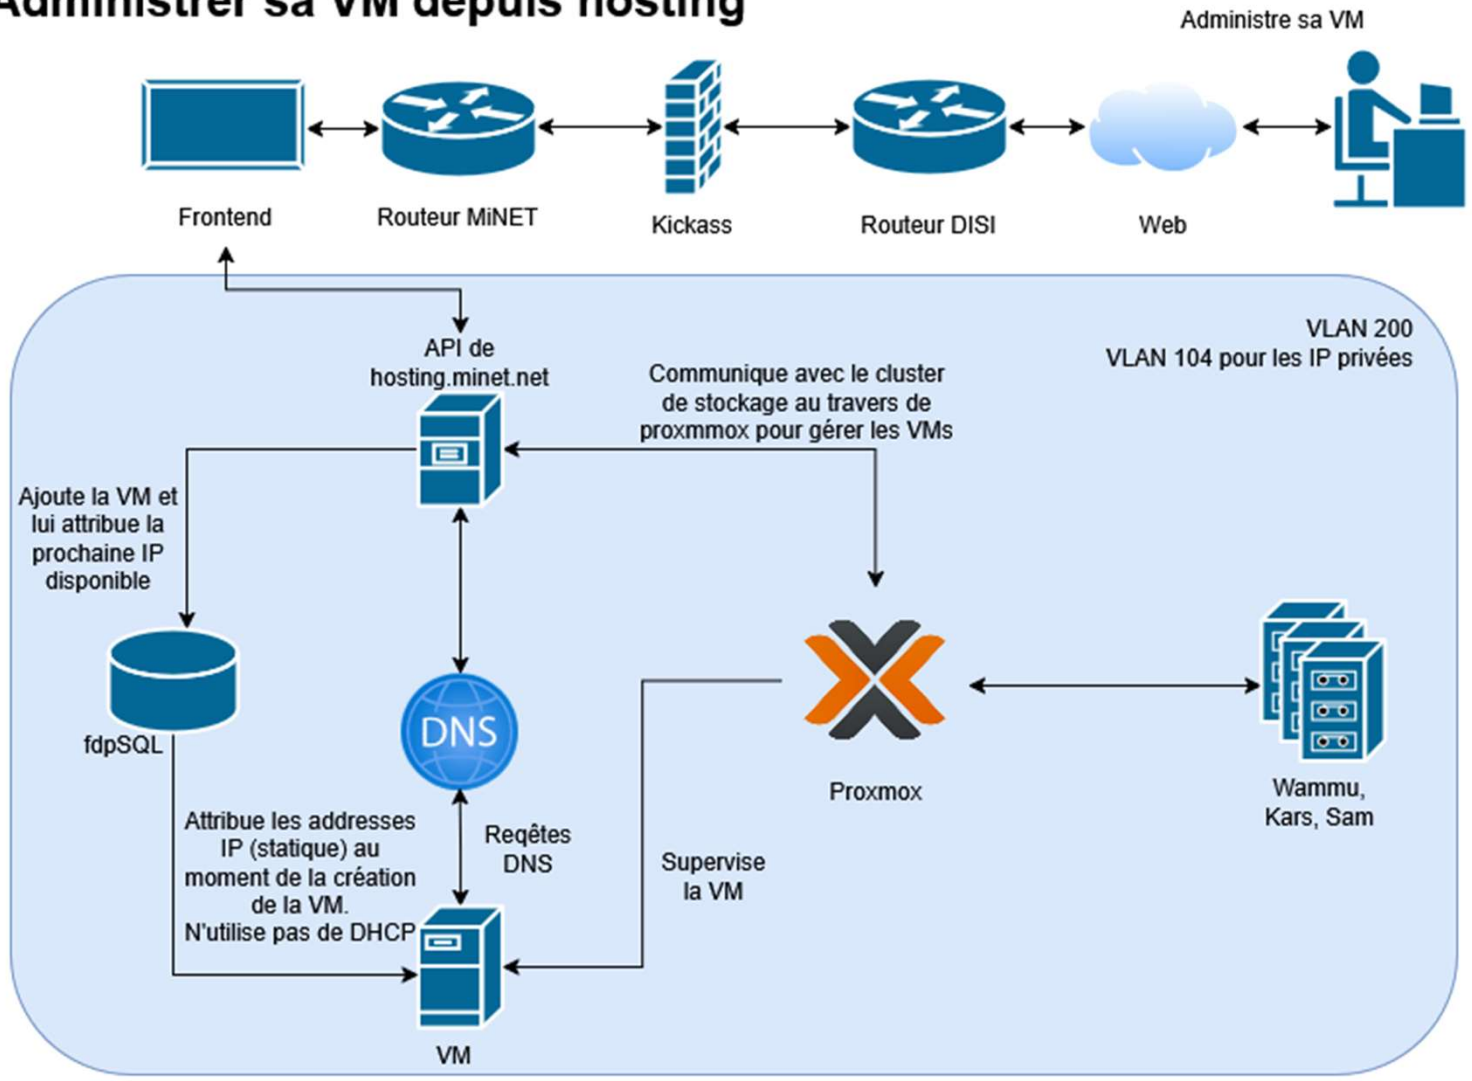 Administrer sa VM depuis hosting
Administre sa VM
Frontend
Routeur MiNET
Kickass
Routeur DISI
Web
VLAN 200
VLAN 104 pour les IP privées
API de
hosting.minet.net
Communique avec le cluster
de stockage au travers de
proxmmox pour gérer les VMs
Ajoute la VM et
lui attribue la
prochaine IP
disponible
fdpSQL
DNS
Proxmox
Wammu,
Kars, Sam
Attribue les addresses
IP (statique) au
moment de la création
de la VM.
N'utilise pas de DHCP
Reqêtes
DNS
Supervise
la VM
VM